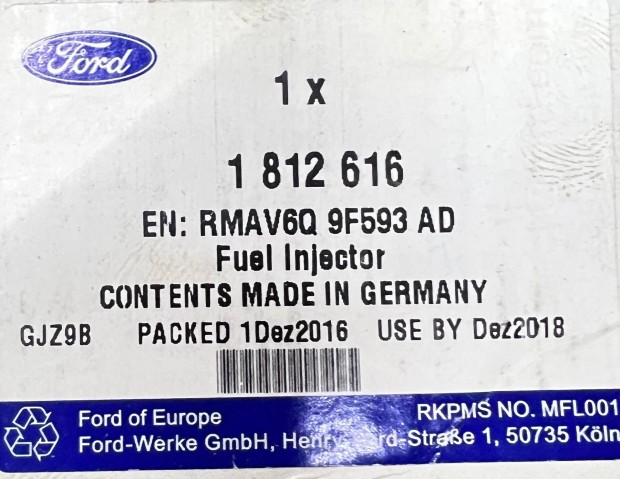 Ford
1 x
1 812 616
EN: RMAV6Q 9F593 AD
Fuel Injector
CONTENTS MADE IN GERMANY
GJZ9B PACKED 1Dez2016 USE BY Dez2018
Ford of Europe RKPMS NO. MFL001
Ford-Werke GmbH, Henry rd-Straße 1, 50735 Köln